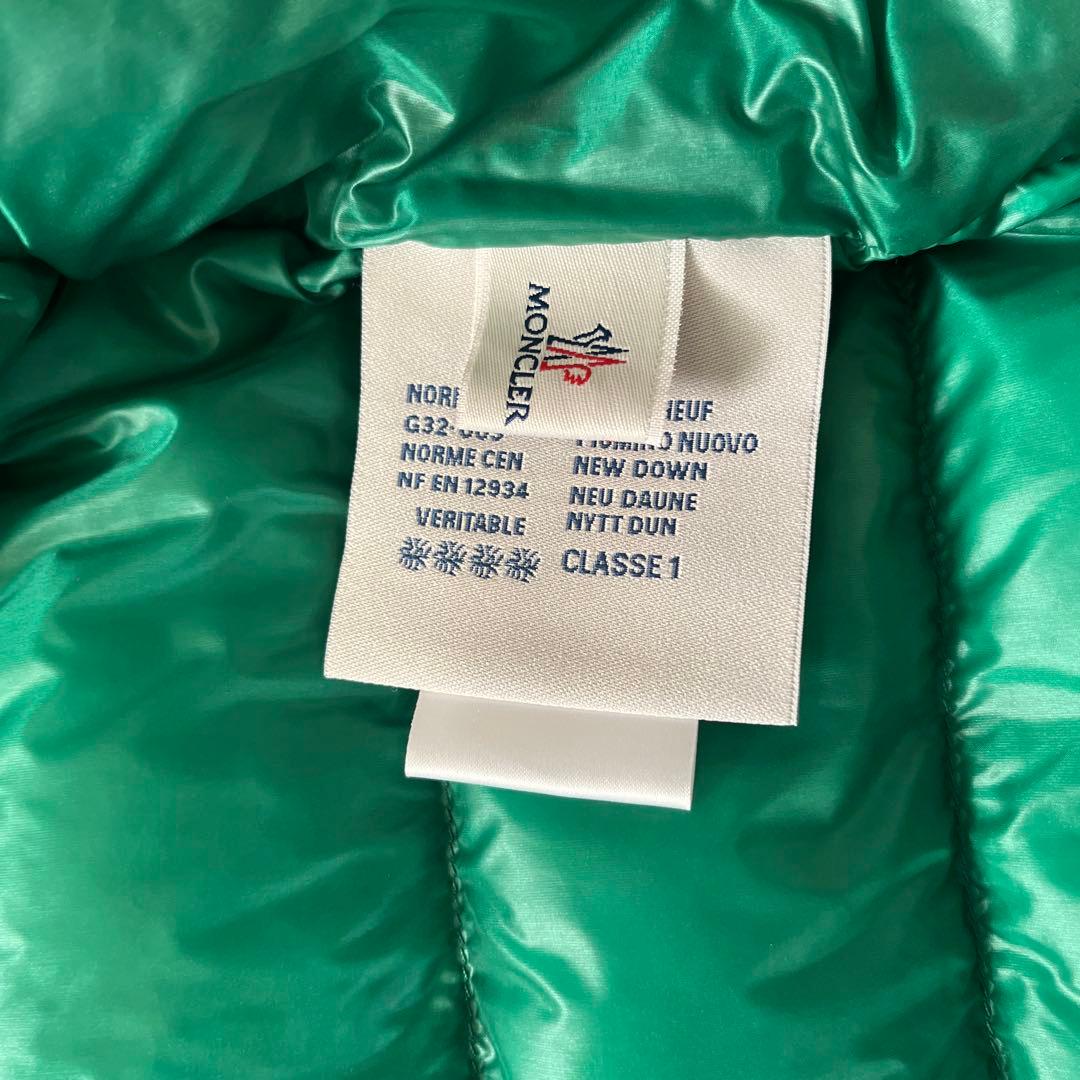 MONCLER
NORME CEN
NF EN 12934
VERITABLE
NUOVO
NEW DOWN
NEU DAUNE
NYTT DUN
CLASSE 1